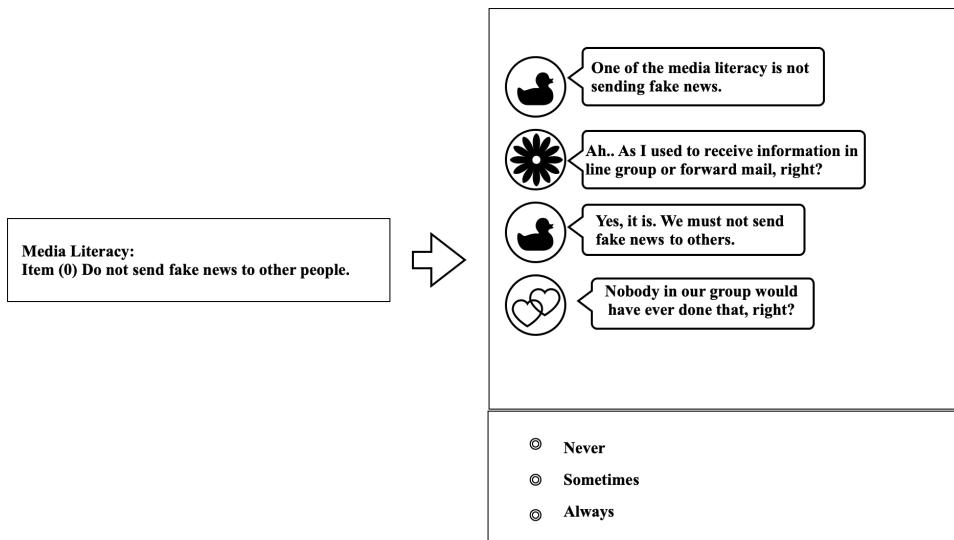 Media Literacy:
Item (0) Do not send fake news to other people.
One of the media literacy is not
sending fake news.
Ah.. As I used to receive information in
line group or forward mail, right?
Yes, it is. We must not send
fake news to others.
Nobody in our group would
have ever done that, right?
Never
Sometimes
Always